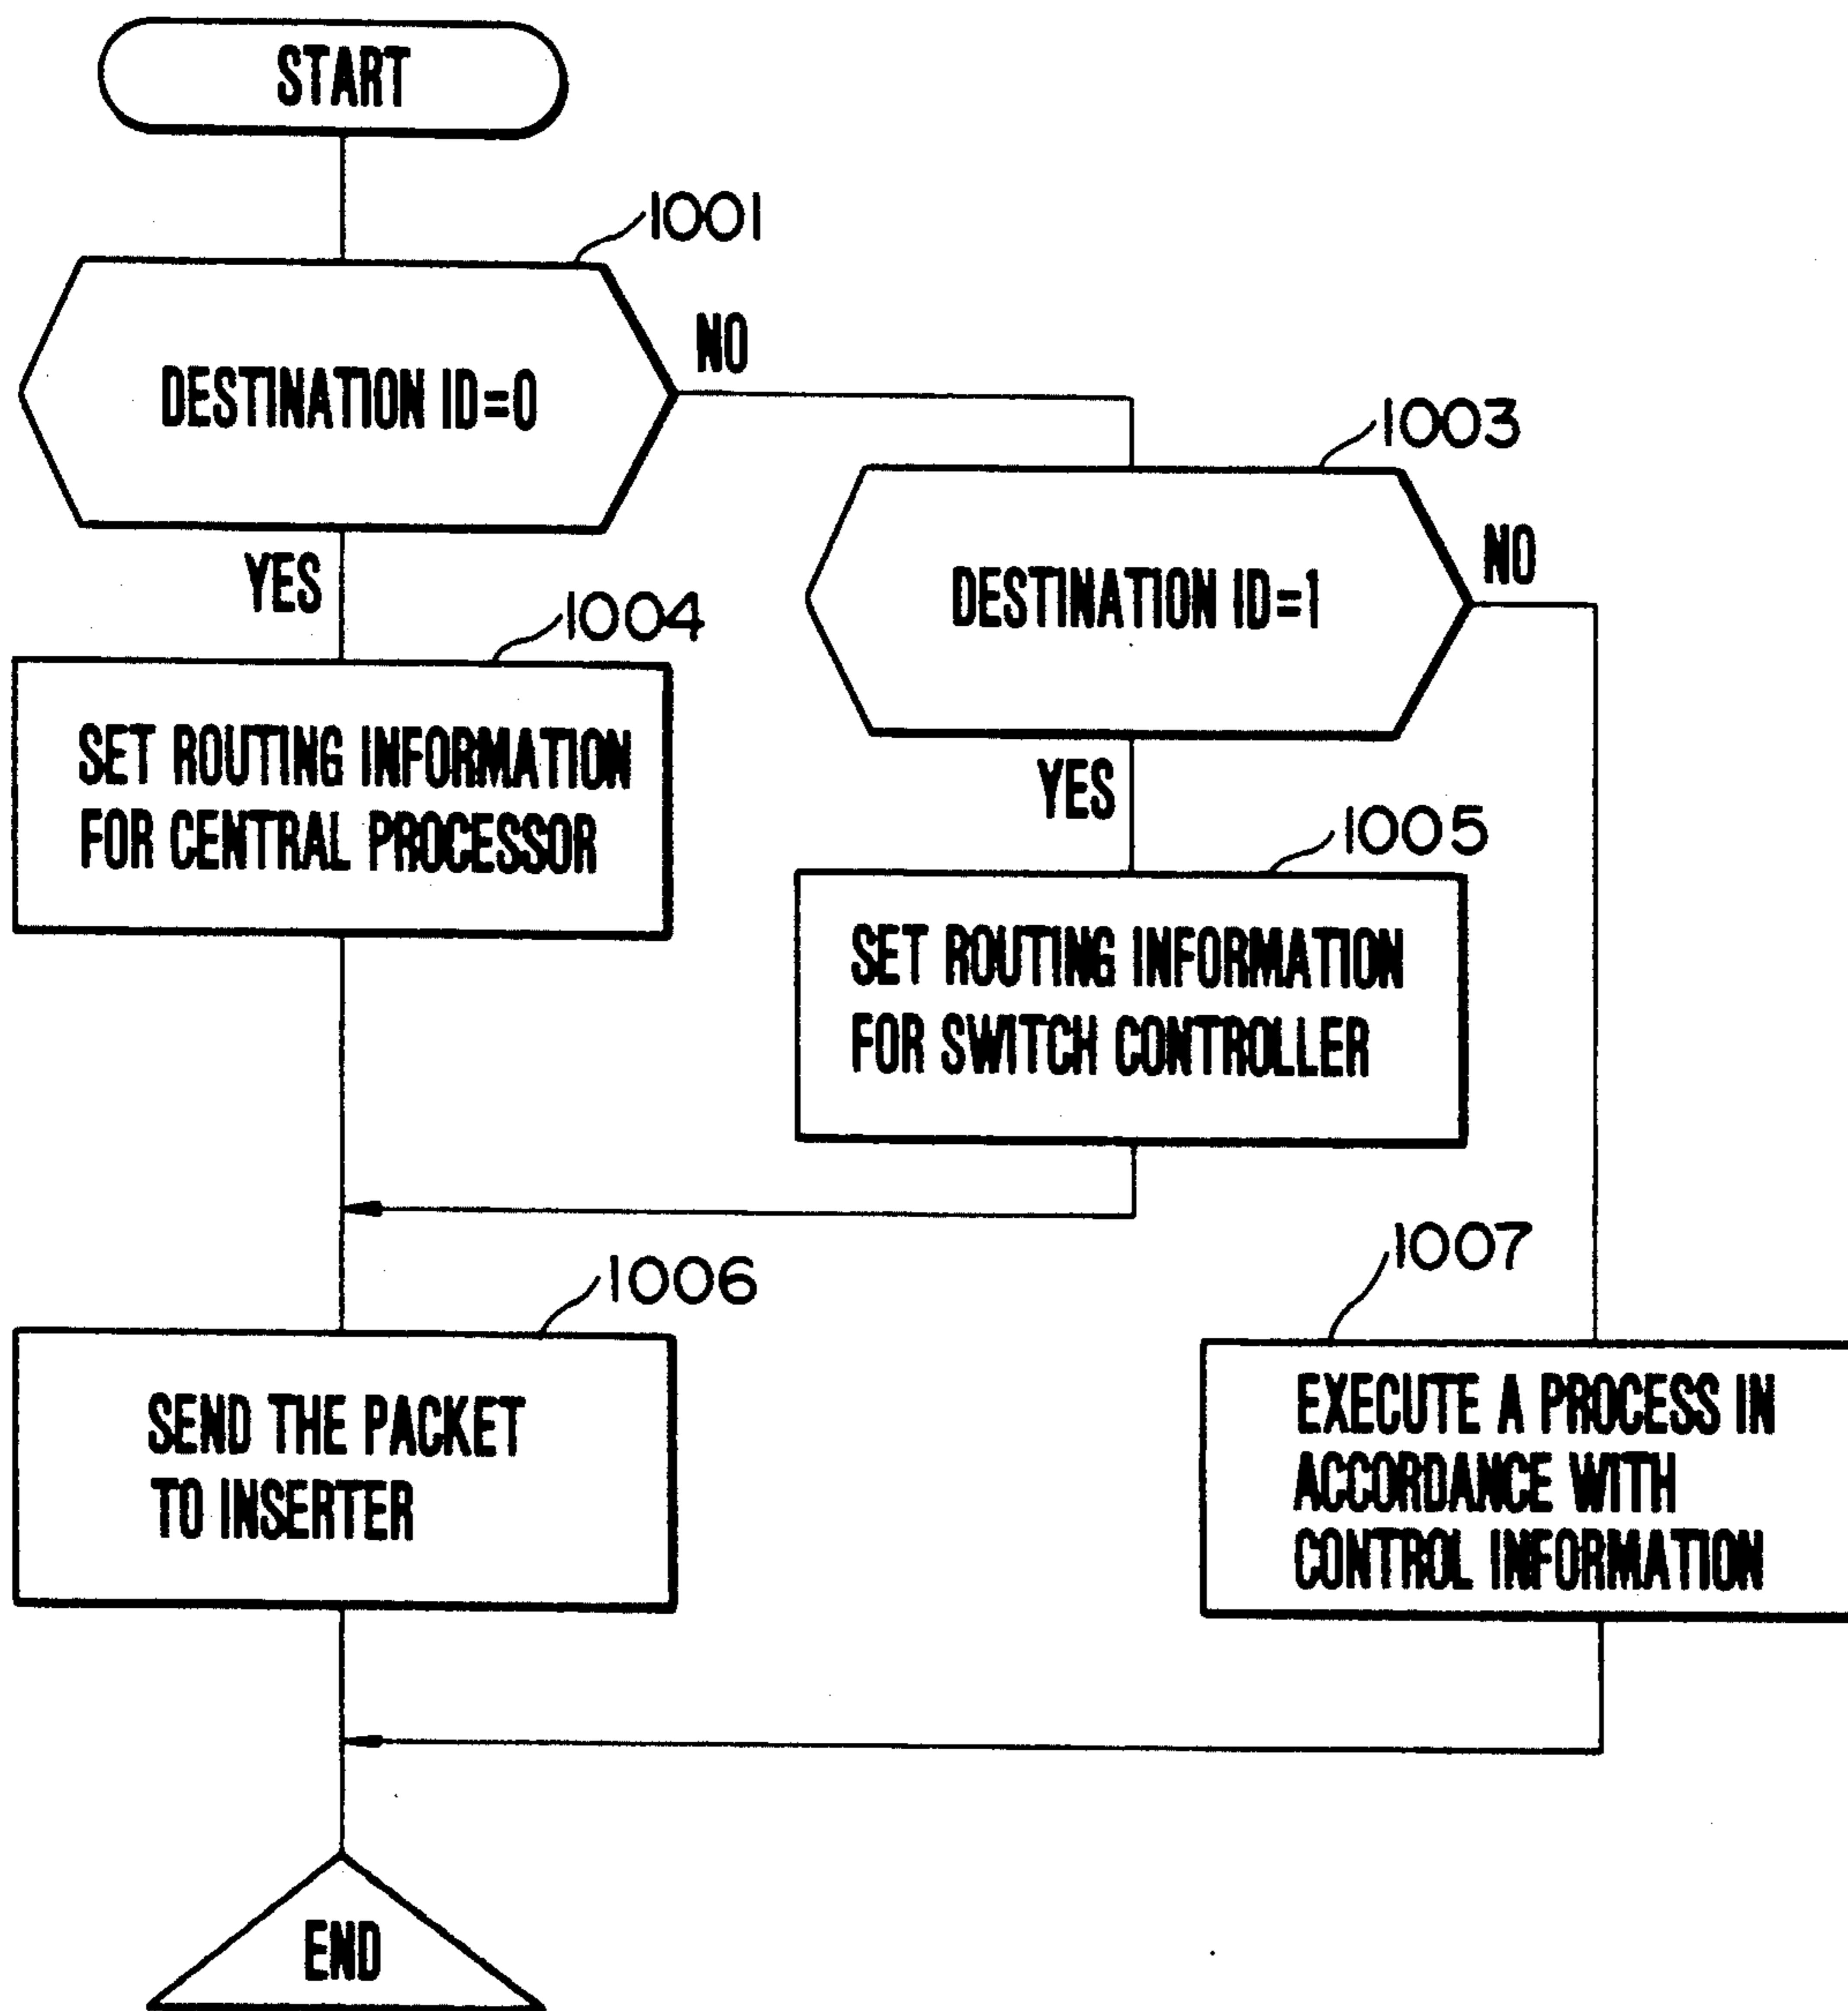 START
1001
DESTINATION ID=0
NO
1003
DESTINATION ID=1
NO
YES
1004
SET ROUTING INFORMATION
FOR CENTRAL PROCESSOR
YES
1005
SET ROUTING INFORMATION
FOR SWITCH CONTROLLER
1006
SEND THE PACKET
TO INSERTER
1007
EXECUTE A PROCESS IN
ACCORDANCE WITH
CONTROL INFORMATION
END